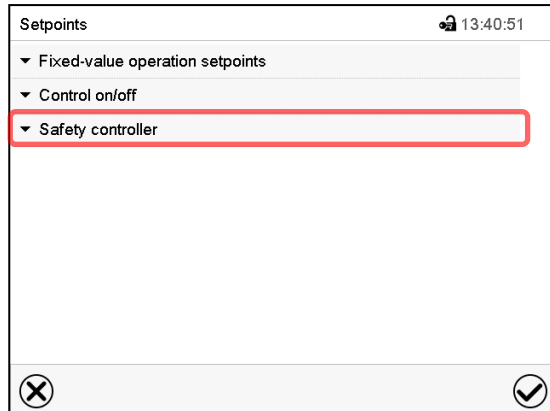 Setpoints 13:40:51
Fixed-value operation setpoints
Control on/off
Safety controller